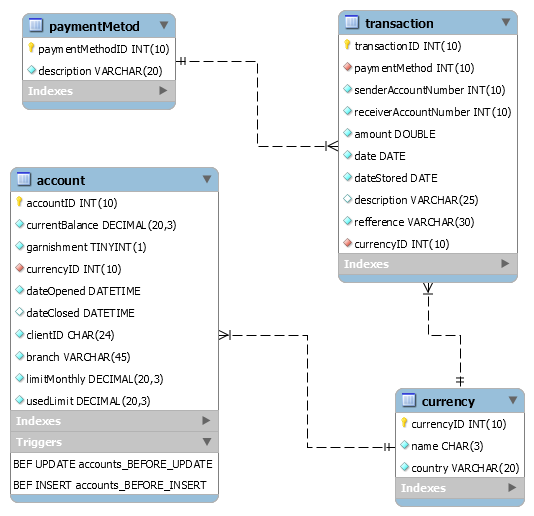 paymentMetod
paymentMethodID INT(10)
description VARCHAR(20)
Indexes
transaction
transactionID INT(10)
paymentMethod INT(10)
senderAccountNumber INT(10)
receiverAccountNumber INT(10)
amount DOUBLE
date DATE
dateStored DATE
description VARCHAR(25)
refference VARCHAR(30)
currencyID INT(10)
Indexes
account
accountID INT(10)
currentBalance DECIMAL(20,3)
garnishment TINYINT(1)
currencyID INT(10)
dateOpened DATETIME
dateClosed DATETIME
clientID CHAR(24)
branch VARCHAR(45)
limitMonthly DECIMAL(20,3)
usedLimit DECIMAL(20,3)
Indexes
Triggers
BEF UPDATE accounts_BEFORE_UPDATE
BEF INSERT accounts_BEFORE_INSERT
currency
currencyID INT(10)
name CHAR(3)
country VARCHAR(20)
Indexes